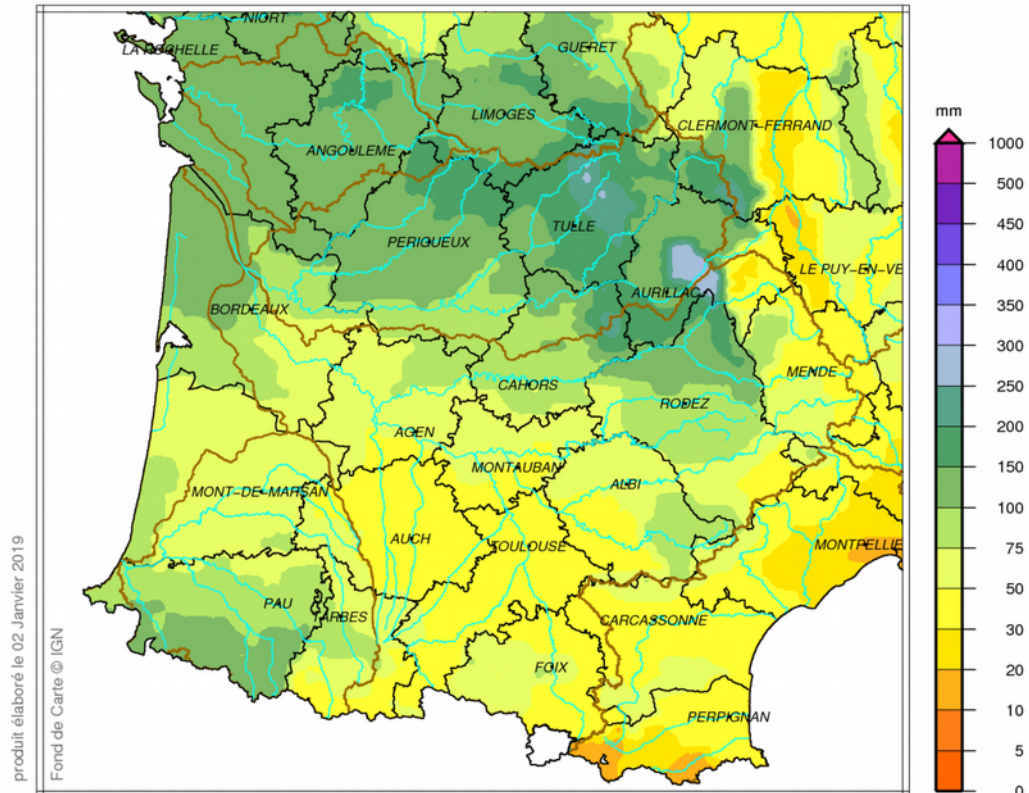 NIORT
LA ROCHELLE
GUERET
LIMOGES
CLERMONT-FERRAND
ANGOULEME
TULLE
PERIGUEUX
LE PUY-EN-VE
AURILLAC
BORDEAUX
MENDE
CAHORS
RODEZ
AGEN
MONTAUBAN
ALBI
MONT-DE-MARSAN
AUCH
TOULOUSE
MONTPELLIE
PAU
TARBES
CARCASSONNE
FOIX
PERPIGNAN
mm
1000
500
450
400
350
300
250
200
150
100
75
50
30
20
10
5
0
produit élaboré le 02 Janvier 2019
Fond de Carte © IGN